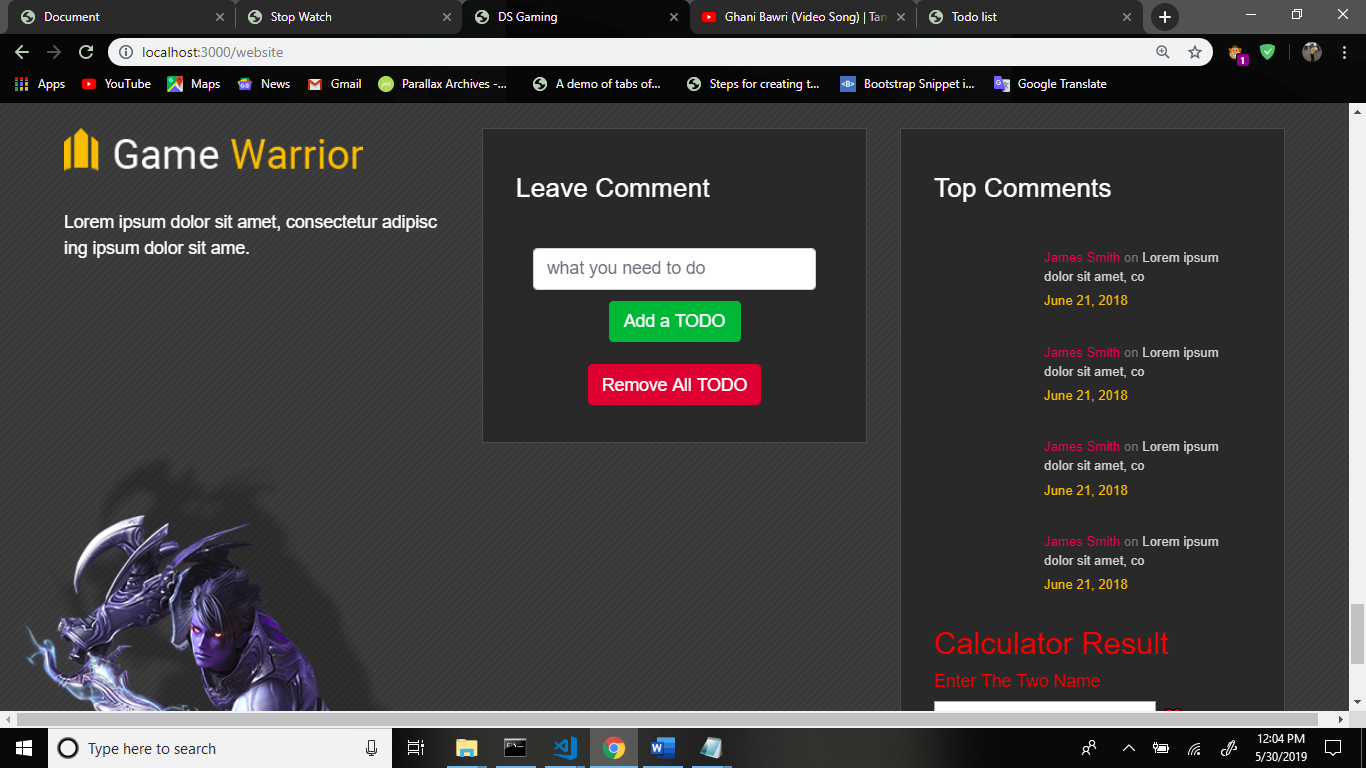 Document
Stop Watch
DS Gaming
Ghani Bawri (Video Song) | Tan
Todo list
localhost:3000/website
Apps
YouTube
Maps
News
Gmail
Parallax Archives -...
A demo of tabs of...
Steps for creating t...
Bootstrap Snippet i...
Google Translate
1
Game Warrior
Lorem ipsum dolor sit amet, consectetur adipisc
ing ipsum dolor sit ame.
Leave Comment
what you need to do
Add a TODO
Remove All TODO
Top Comments
James Smith on Lorem ipsum
dolor sit amet, co
June 21, 2018
James Smith on Lorem ipsum
dolor sit amet, co
June 21, 2018
James Smith on Lorem ipsum
dolor sit amet, co
June 21, 2018
James Smith on Lorem ipsum
dolor sit amet, co
June 21, 2018
Calculator Result
Enter The Two Name
Type here to search
12:04 PM
5/30/2019